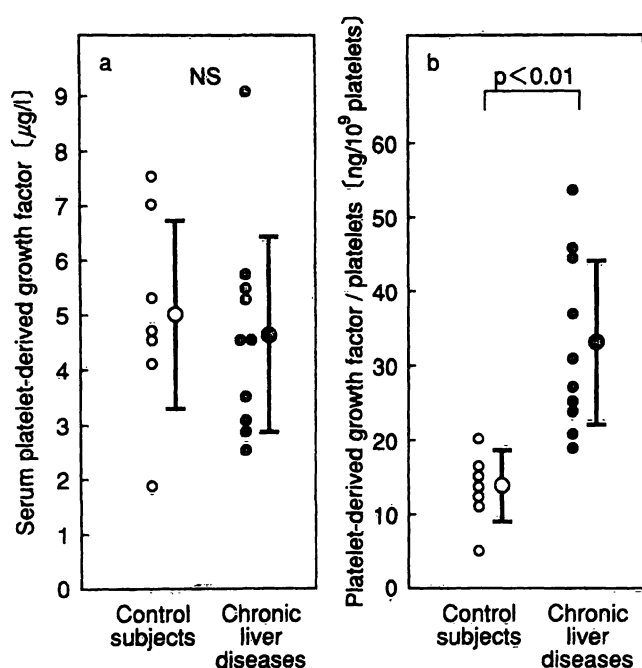 a
NS
Serum platelet-derived growth factor (μg/l)
9
8
7
6
5
4
3
2
1
0
Control
subjects
Chronic
liver
diseases
b
p<0.01
Platelet-derived growth factor / platelets (ng/10⁹ platelets)
60
50
40
30
20
10
0
Control
subjects
Chronic
liver
diseases